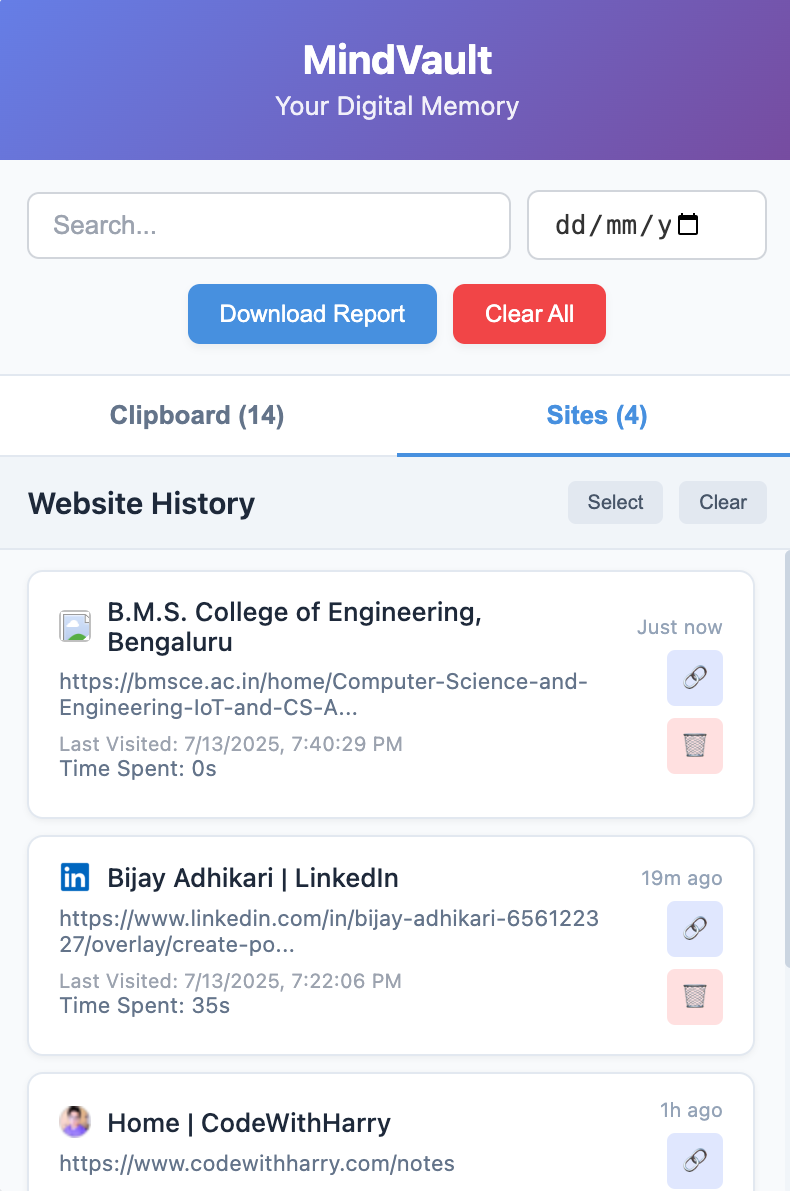 MindVault
Your Digital Memory
Search...
dd/mm/y
Download Report
Clear All
Clipboard (14)
Sites (4)
Website History
Select
Clear
B.M.S. College of Engineering,
Bengaluru
Just now
https://bmsce.ac.in/home/Computer-Science-and-
Engineering-IoT-and-CS-A...
Last Visited: 7/13/2025, 7:40:29 PM
Time Spent: 0s
in
Bijay Adhikari | LinkedIn
19m ago
https://www.linkedin.com/in/bijay-adhikari-6561223
27/overlay/create-po...
Last Visited: 7/13/2025, 7:22:06 PM
Time Spent: 35s
Home | CodeWithHarry
1h ago
https://www.codewithharry.com/notes